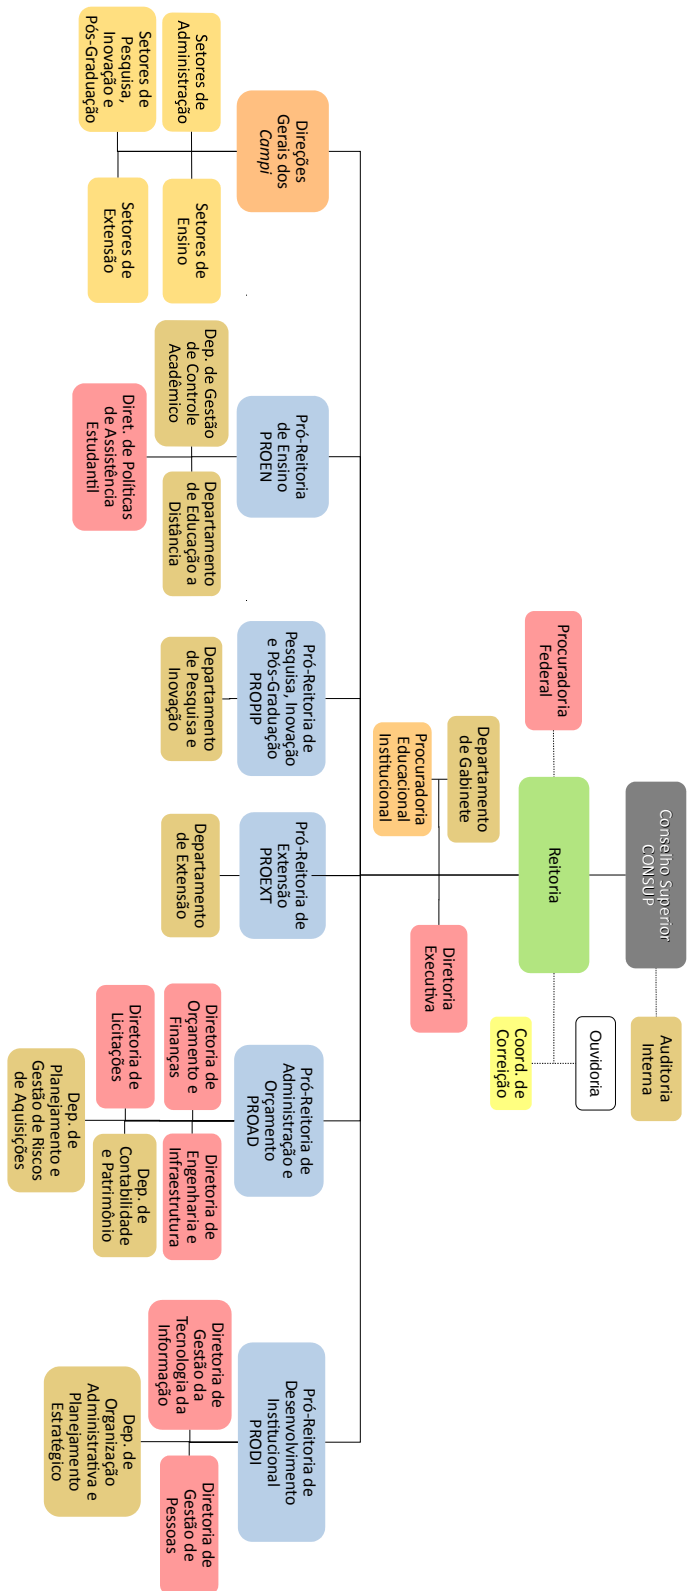 Conselho Superior
CONSUP
Auditoria
Interna
Procuradoria
Federal
Reitoria
Ouvidoria
Coord. de
Correição
Departamento
de Gabinete
Procuradoria
Educacional
Institucional
Diretoria
Executiva
Direções
Gerais dos
Campi
Setores de
Administração
Setores de
Ensino
Setores de
Pesquisa,
Inovação e
Pós-Graduação
Setores de
Extensão
Pró-Reitoria
de Ensino
PROEN
Dep. de Gestão
de Controle
Acadêmico
Departamento
de Educação a
Distância
Diret. de Políticas
de Assistência
Estudantil
Pró-Reitoria de
Pesquisa, Inovação
e Pós-Graduação
PROPIP
Departamento
de Pesquisa e
Inovação
Pró-Reitoria de
Extensão
PROEXT
Departamento
de Extensão
Pró-Reitoria de
Administração e
Orçamento
PROAD
Diretoria de
Orçamento e
Finanças
Diretoria de
Engenharia e
Infraestrutura
Diretoria de
Licitações
Dep. de
Contabilidade
e Patrimônio
Dep. de
Planejamento e
Gestão de Riscos
de Aquisições
Pró-Reitoria de
Desenvolvimento
Institucional
PRODI
Diretoria de
Gestão da
Tecnologia da
Informação
Diretoria de
Gestão de
Pessoas
Dep. de
Organização
Administrativa e
Planejamento
Estratégico